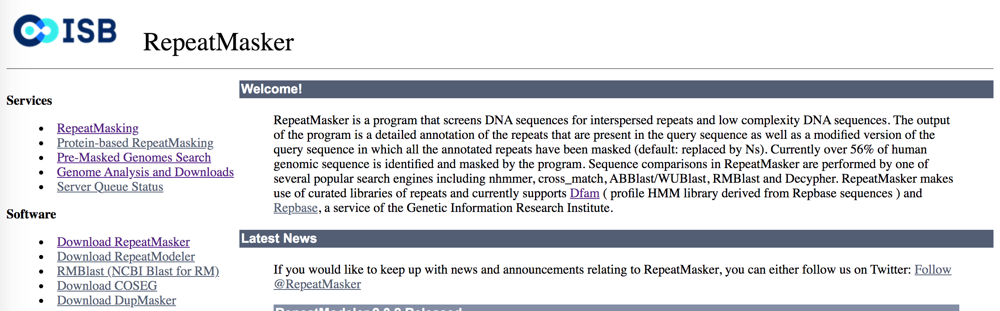 ISB
RepeatMasker
Services
RepeatMasking
Protein-based RepeatMasking
Pre-Masked Genomes Search
Genome Analysis and Downloads
Server Queue Status
Software
Download RepeatMasker
Download RepeatModeler
RMBlast (NCBI Blast for RM)
Download COSEG
Download DupMasker
Welcome!
RepeatMasker is a program that screens DNA sequences for interspersed repeats and low complexity DNA sequences. The output
of the program is a detailed annotation of the repeats that are present in the query sequence as well as a modified version of the
query sequence in which all the annotated repeats have been masked (default: replaced by Ns). Currently over 56% of human
genomic sequence is identified and masked by the program. Sequence comparisons in RepeatMasker are performed by one of
several popular search engines including nhmmer, cross_match, ABBlast/WUBlast, RMBlast and Decypher. RepeatMasker makes
use of curated libraries of repeats and currently supports Dfam ( profile HMM library derived from Repbase sequences ) and
Repbase, a service of the Genetic Information Research Institute.
Latest News
If you would like to keep up with news and announcements relating to RepeatMasker, you can either follow us on Twitter: Follow
@RepeatMasker
RepeatModeler Released